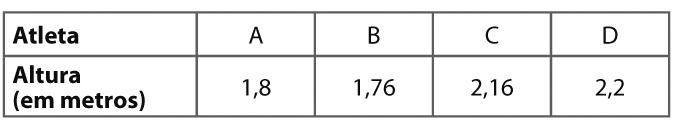 Atleta A B C D
Altura
(em metros) 1,8 1,76 2,16 2,2